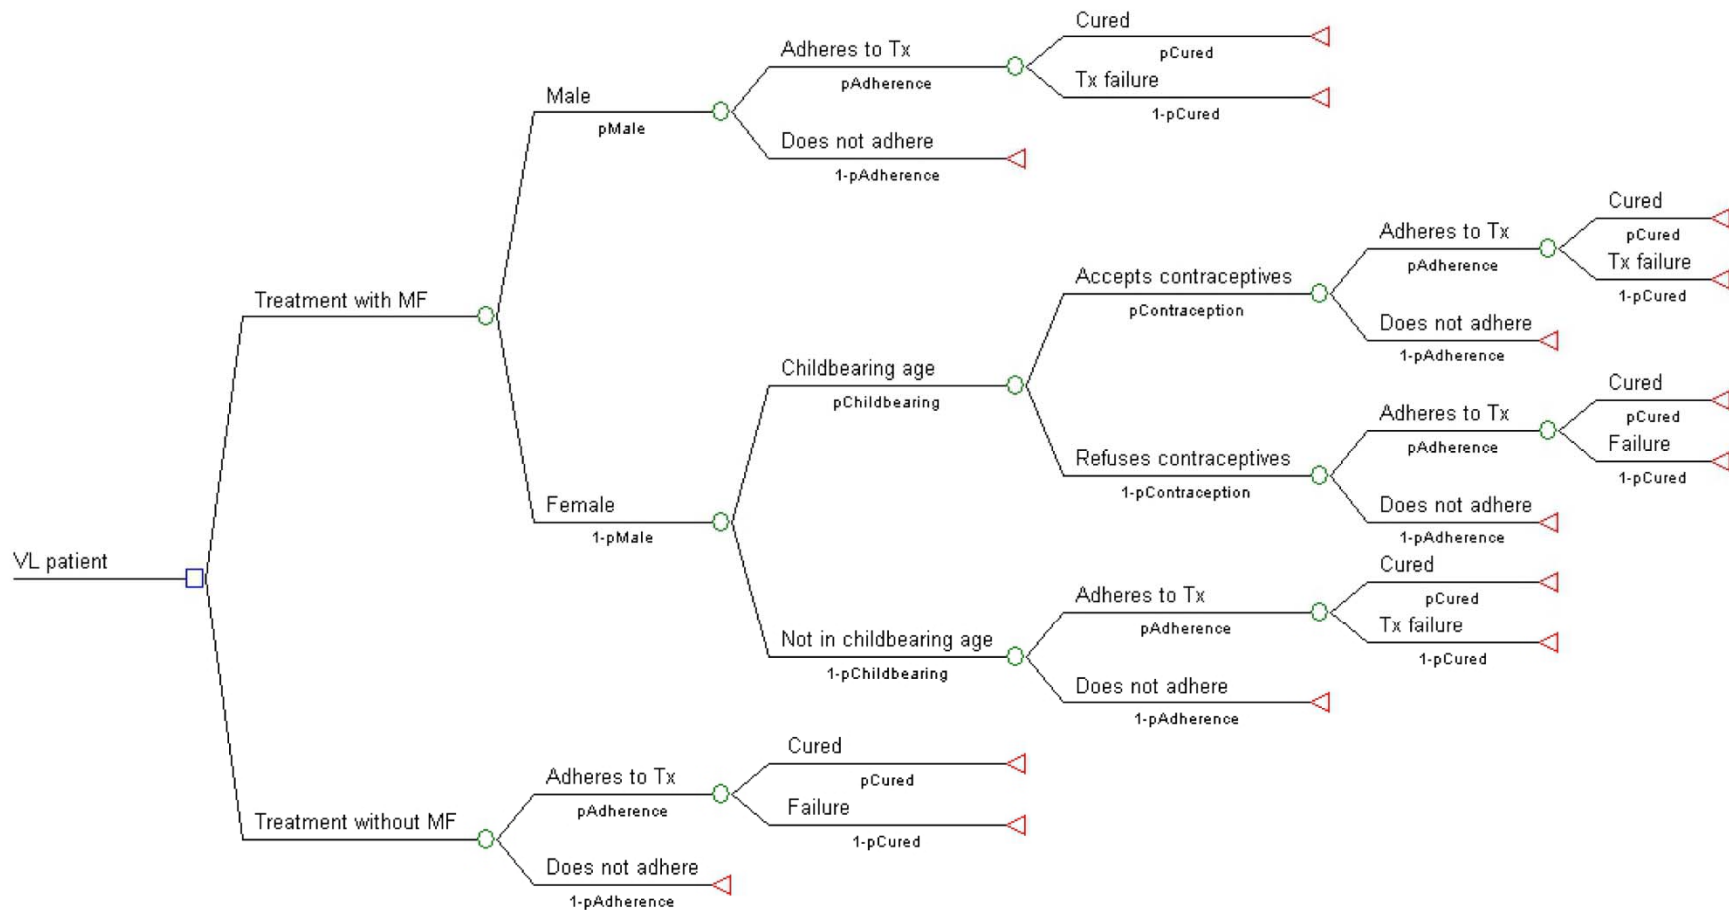 Cured
pCured
Adheres to Tx
pAdherence
Tx failure
1-pCured
Male
pMale
Does not adhere
1-pAdherence
Cured
pCured
Adheres to Tx
pAdherence
Tx failure
1-pCured
Accepts contraceptives
pContraception
Does not adhere
1-pAdherence
Treatment with MF
Childbearing age
pChildbearing
Cured
pCured
Adheres to Tx
pAdherence
Failure
1-pCured
Refuses contraceptives
1-pContraception
Does not adhere
1-pAdherence
Female
1-pMale
VL patient
Cured
pCured
Adheres to Tx
pAdherence
Tx failure
1-pCured
Not in childbearing age
1-pChildbearing
Does not adhere
1-pAdherence
Cured
pCured
Adheres to Tx
pAdherence
Failure
1-pCured
Treatment without MF
Does not adhere
1-pAdherence